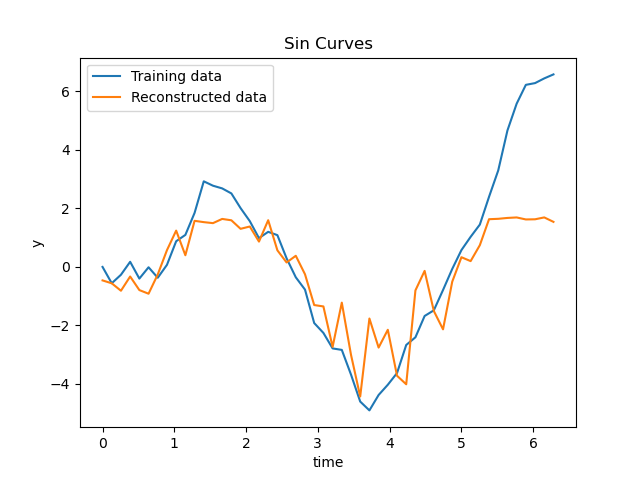 Sin Curves
Training data
Reconstructed data
6
4
2
0
−2
−4
y
0 1 2 3 4 5 6
time